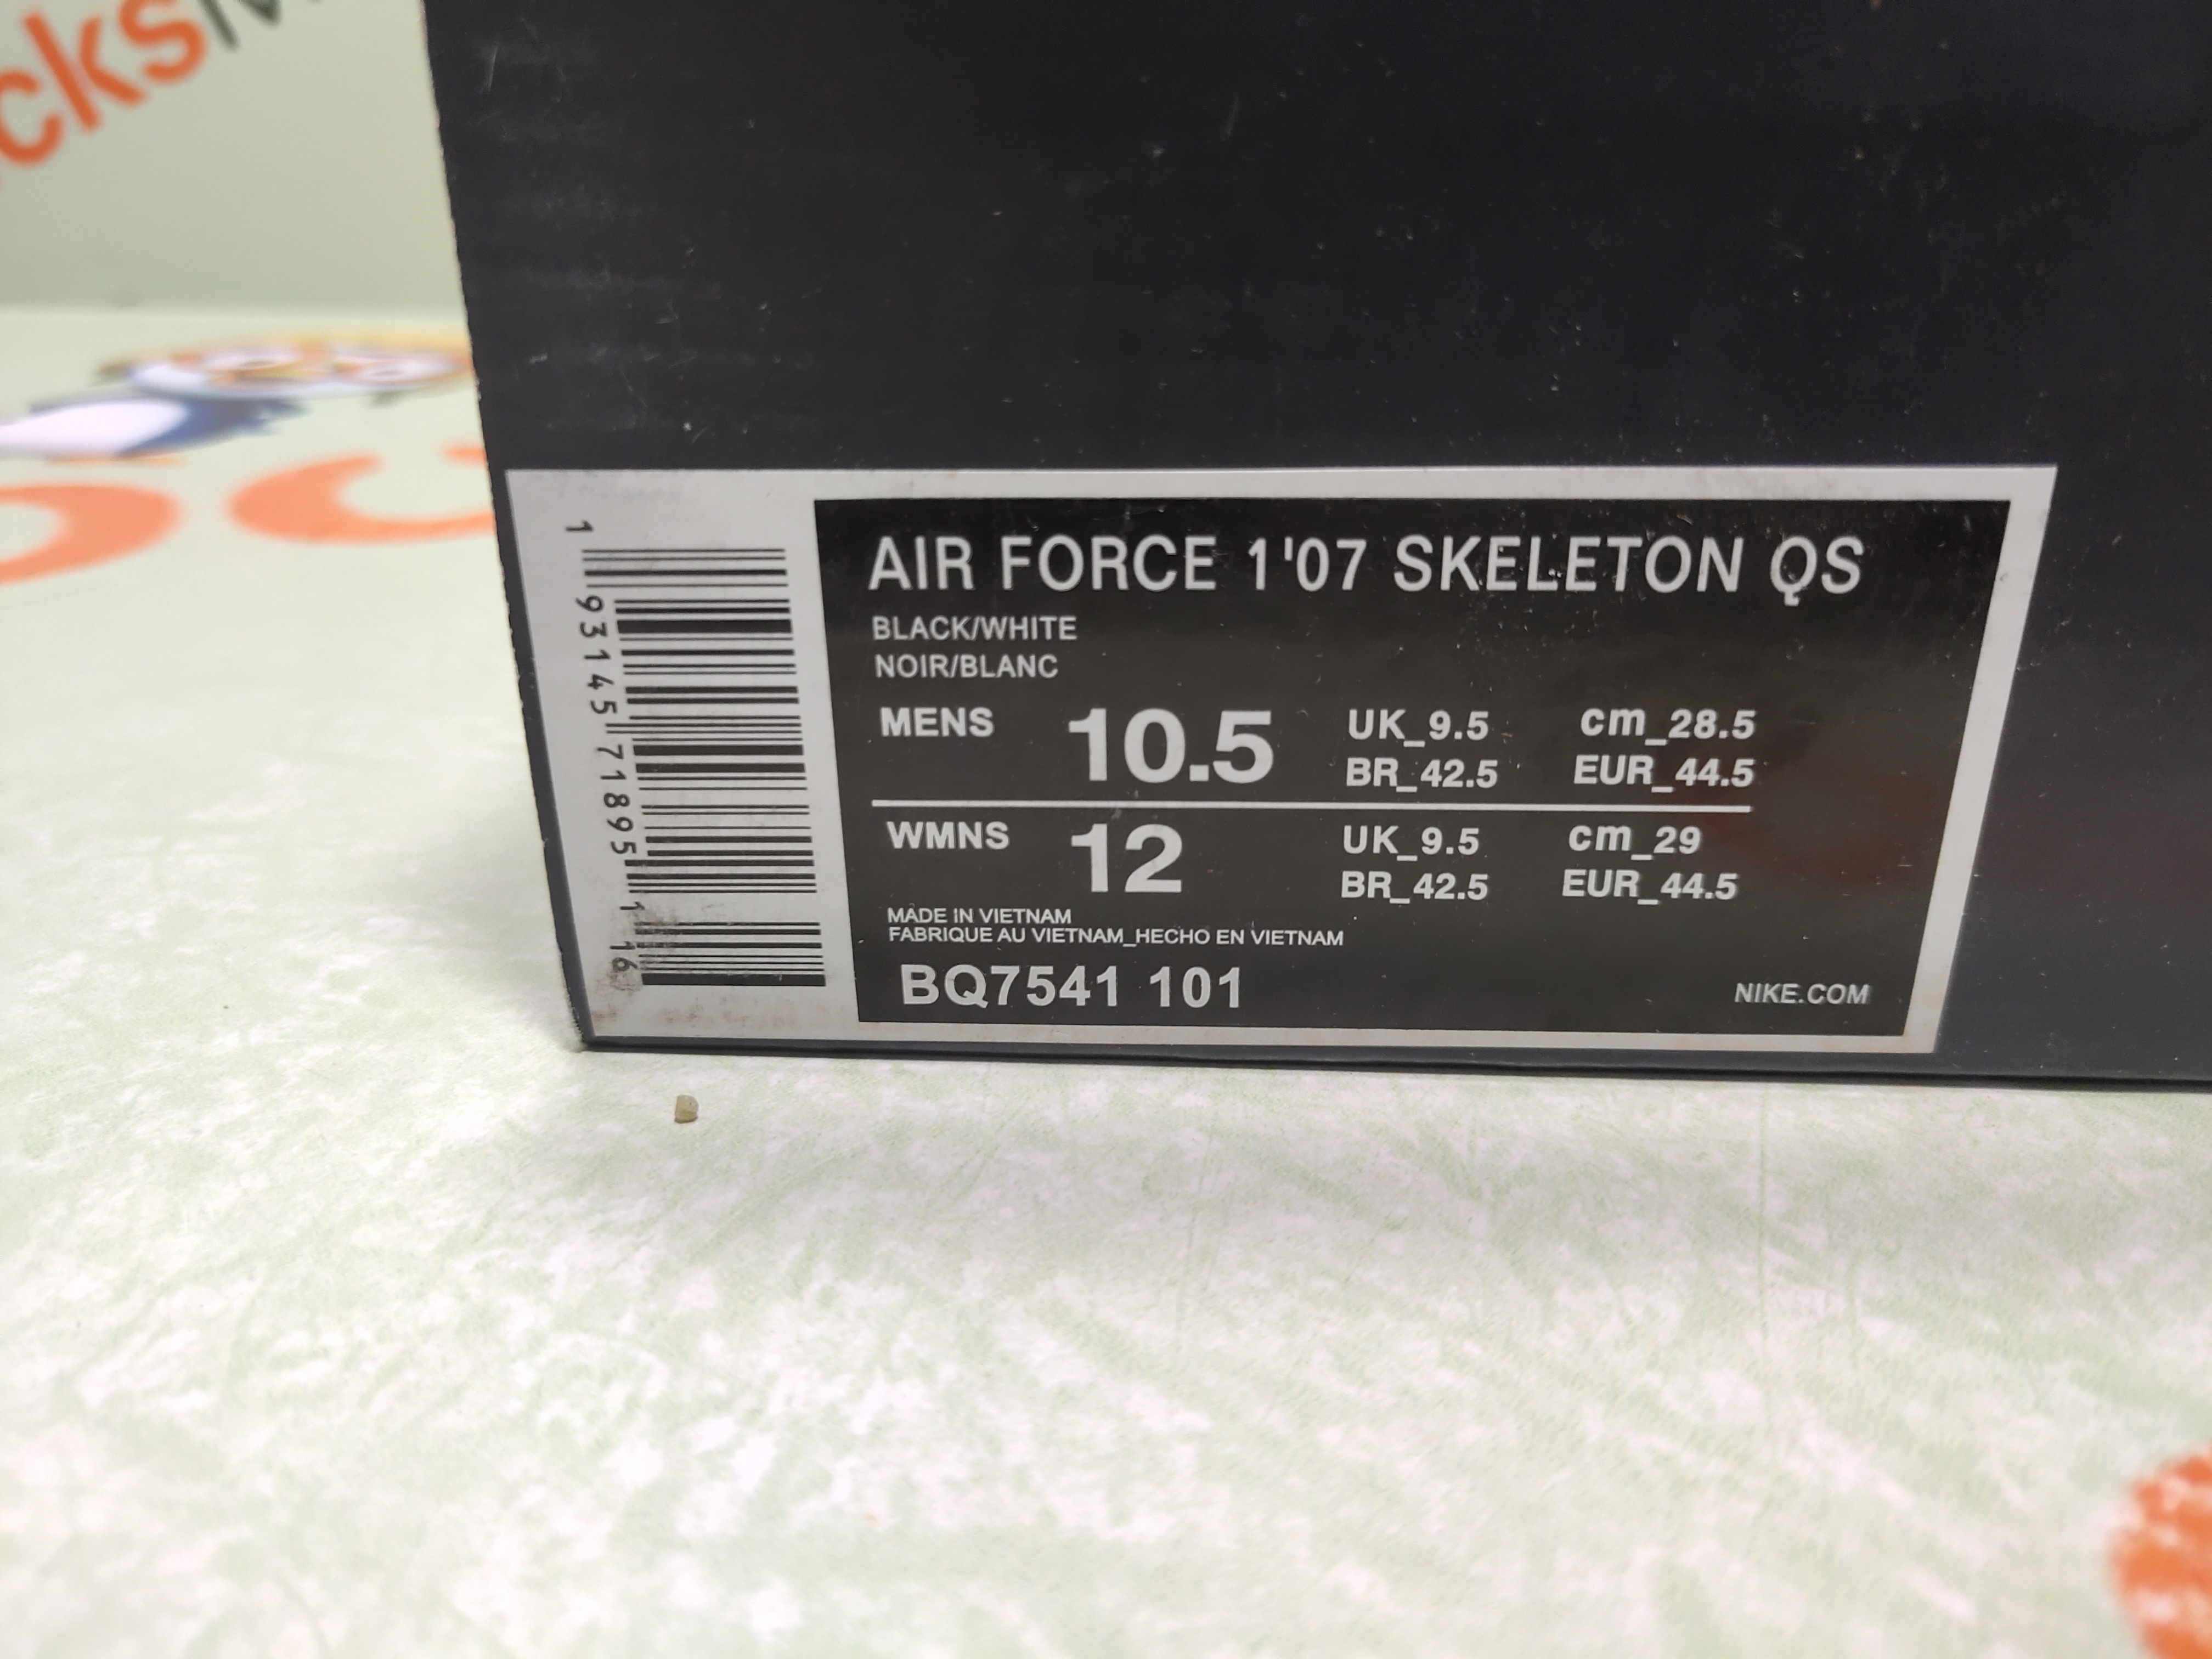 cks
1 93145 71895 1 16
AIR FORCE 1'07 SKELETON QS
BLACK/WHITE
NOIR/BLANC
MENS 10.5 UK_9.5 cm_28.5
BR_42.5 EUR_44.5
WMNS 12 UK_9.5 cm_29
BR_42.5 EUR_44.5
MADE IN VIETNAM
FABRIQUE AU VIETNAM_HECHO EN VIETNAM
BQ7541 101
NIKE.COM